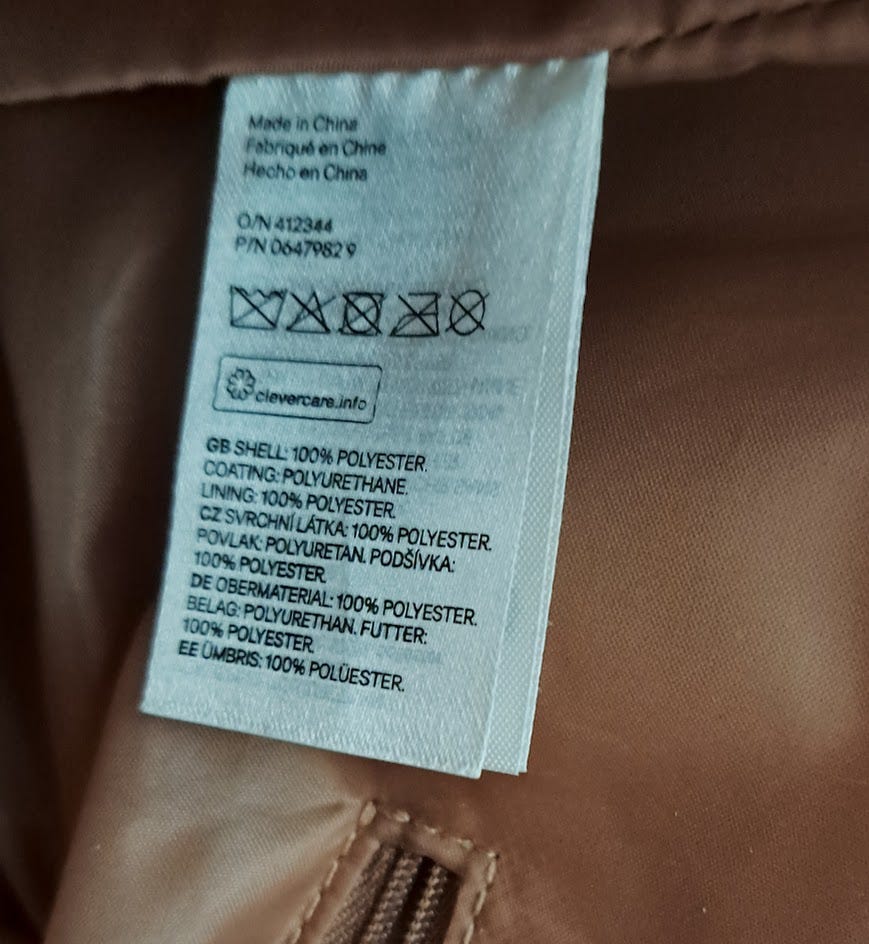 Made in China
Fabriqué en Chine
Hecho en China
O/N 412344
P/N 0647982 9
clevercare.info
GB SHELL: 100% POLYESTER.
COATING: POLYURETHANE.
LINING: 100% POLYESTER.
CZ SVRCHNÍ LÁTKA: 100% POLYESTER.
POVLAK: POLYURETAN. PODŠÍVKA:
100% POLYESTER.
DE OBERMATERIAL: 100% POLYESTER.
BELAG: POLYURETHAN. FUTTER:
100% POLYESTER.
EE ÜMBRIS: 100% POLÜESTER.